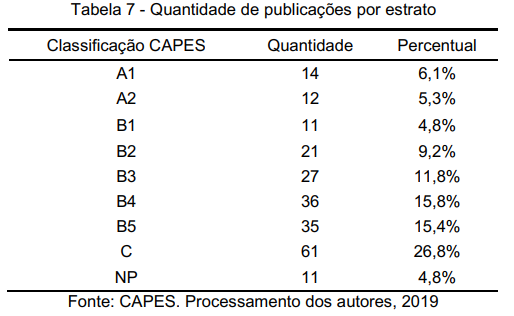 Tabela 7 - Quantidade de publicações por estrato
Classificação CAPES Quantidade Percentual
A1 14 6,1%
A2 12 5,3%
B1 11 4,8%
B2 21 9,2%
B3 27 11,8%
B4 36 15,8%
B5 35 15,4%
C 61 26,8%
NP 11 4,8%
Fonte: CAPES. Processamento dos autores, 2019